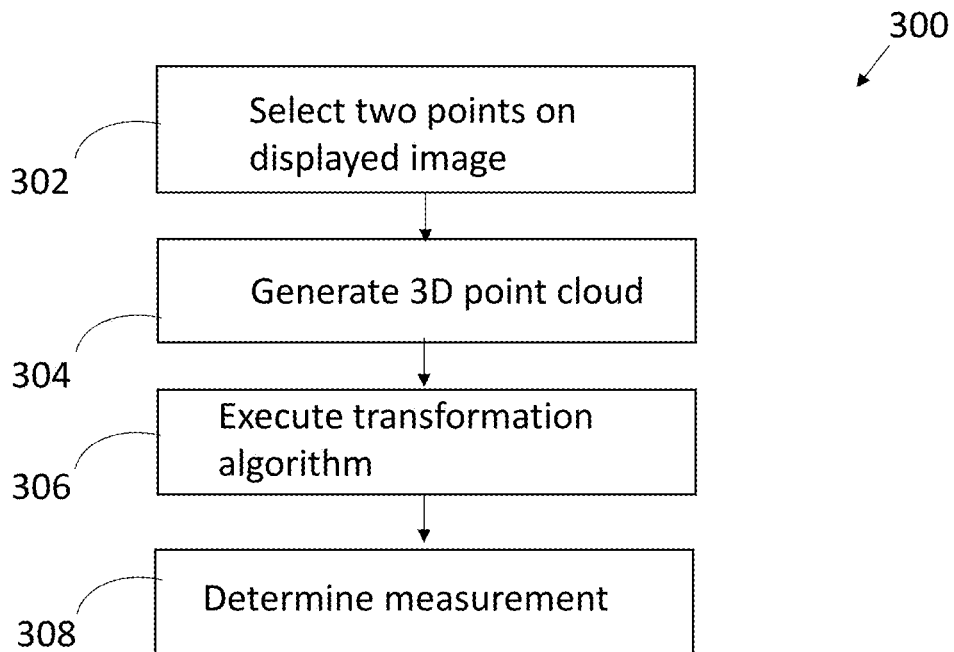 300
Select two points on
displayed image
302
Generate 3D point cloud
304
Execute transformation
algorithm
306
Determine measurement
308